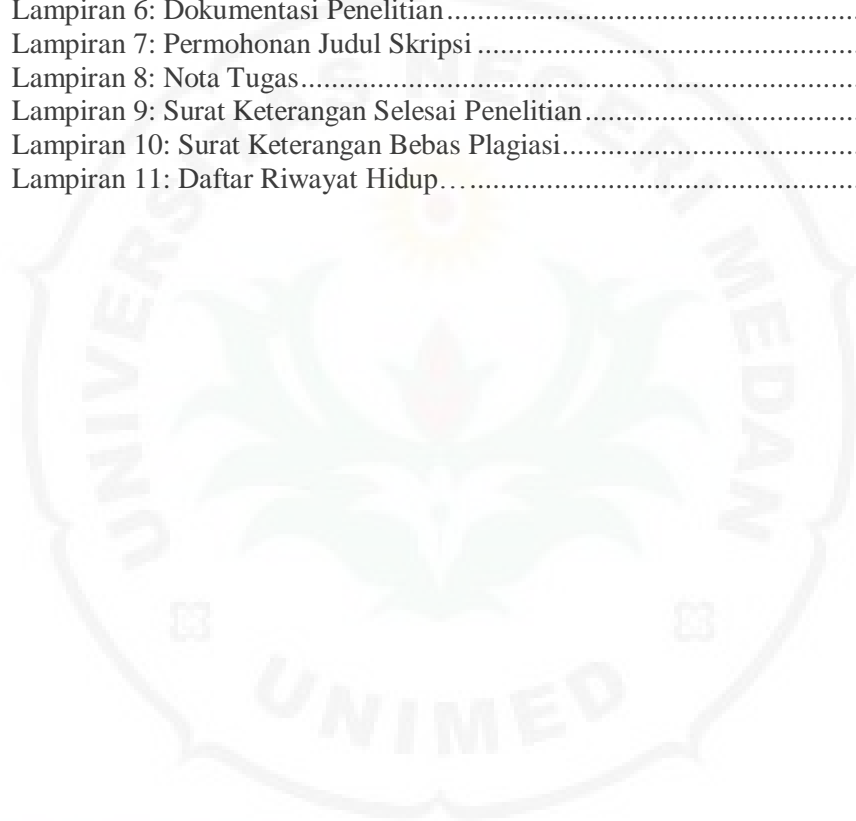 Lampiran 6: Dokumentasi Penelitian.......................................................
Lampiran 7: Permohonan Judul Skripsi ..................................................
Lampiran 8: Nota Tugas...........................................................................
Lampiran 9: Surat Keterangan Selesai Penelitian ...................................
Lampiran 10: Surat Keterangan Bebas Plagiasi......................................
Lampiran 11: Daftar Riwayat Hidup…...................................................
UNIVERSITAS NEGERI MEDAN
UNIMED